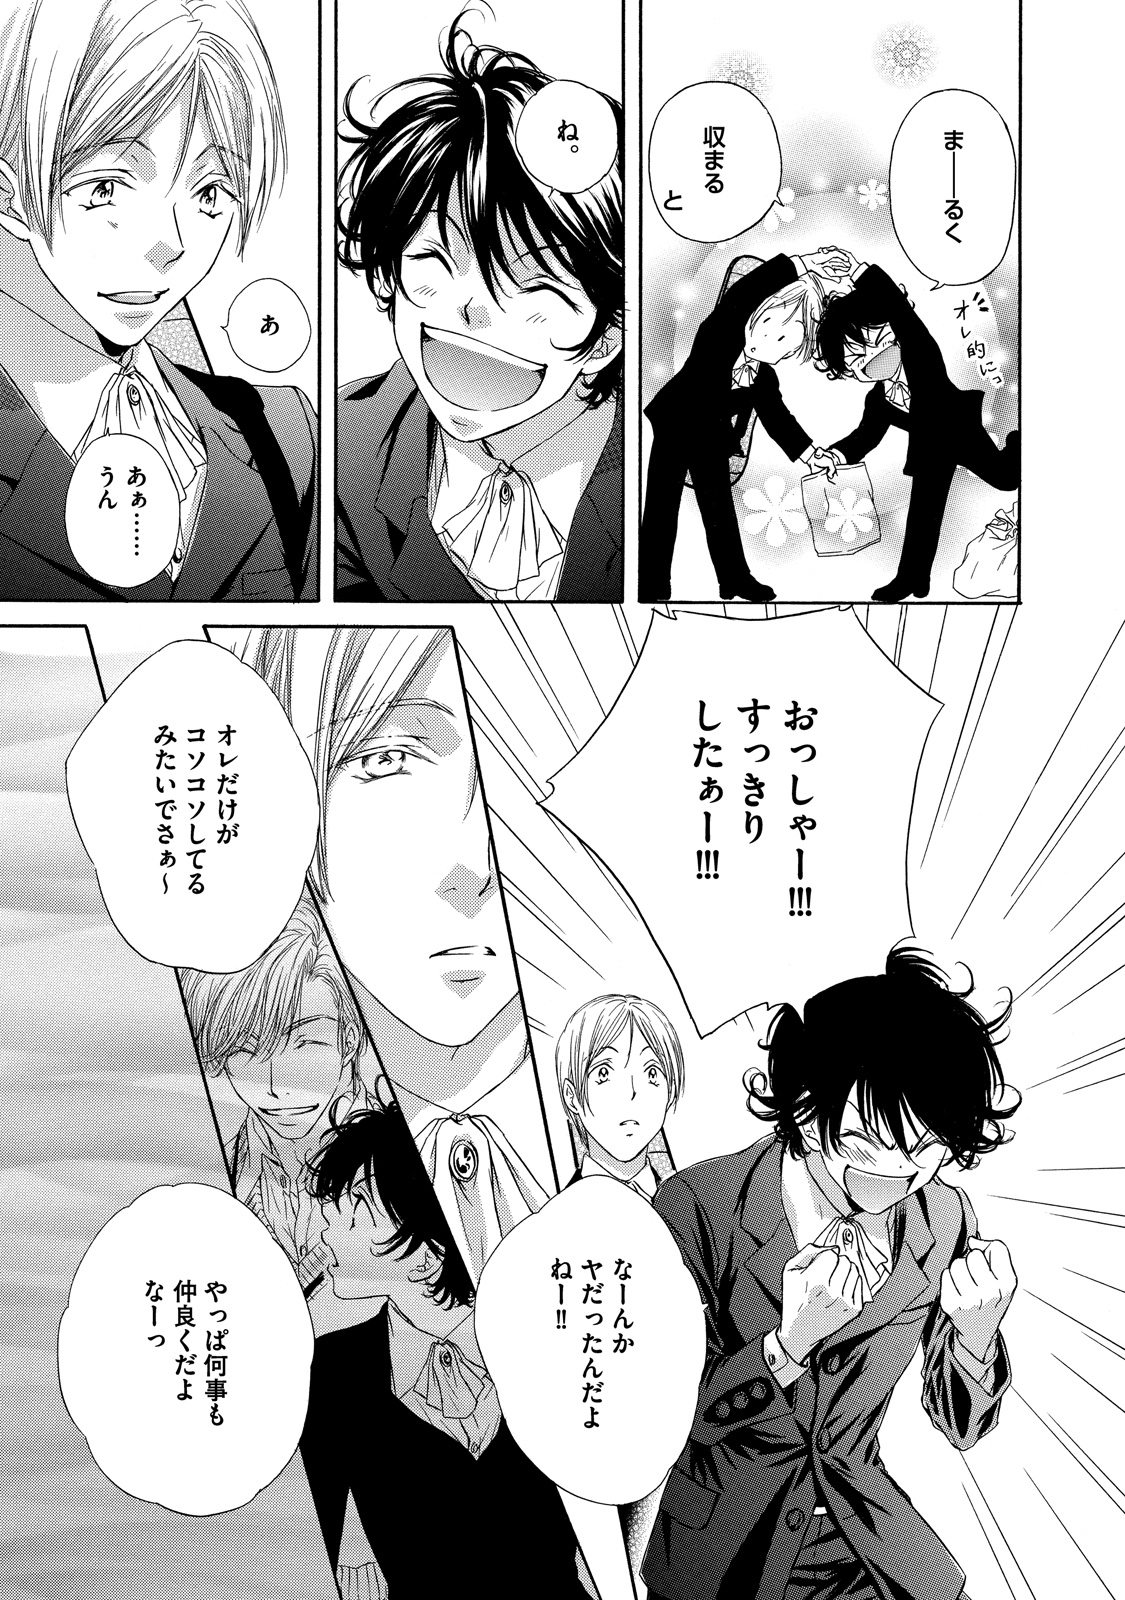 まーるく
オレ的にっ
収まる
と
ね。
あ
あぁ……
うん
おっしゃー!!!
すっきり
したぁー!!!
なーんか
ヤだったんだよ
ねー!!
オレだけが
コソコソしてる
みたいでさぁ～
やっぱ何事も
仲良くだよ
なーっ